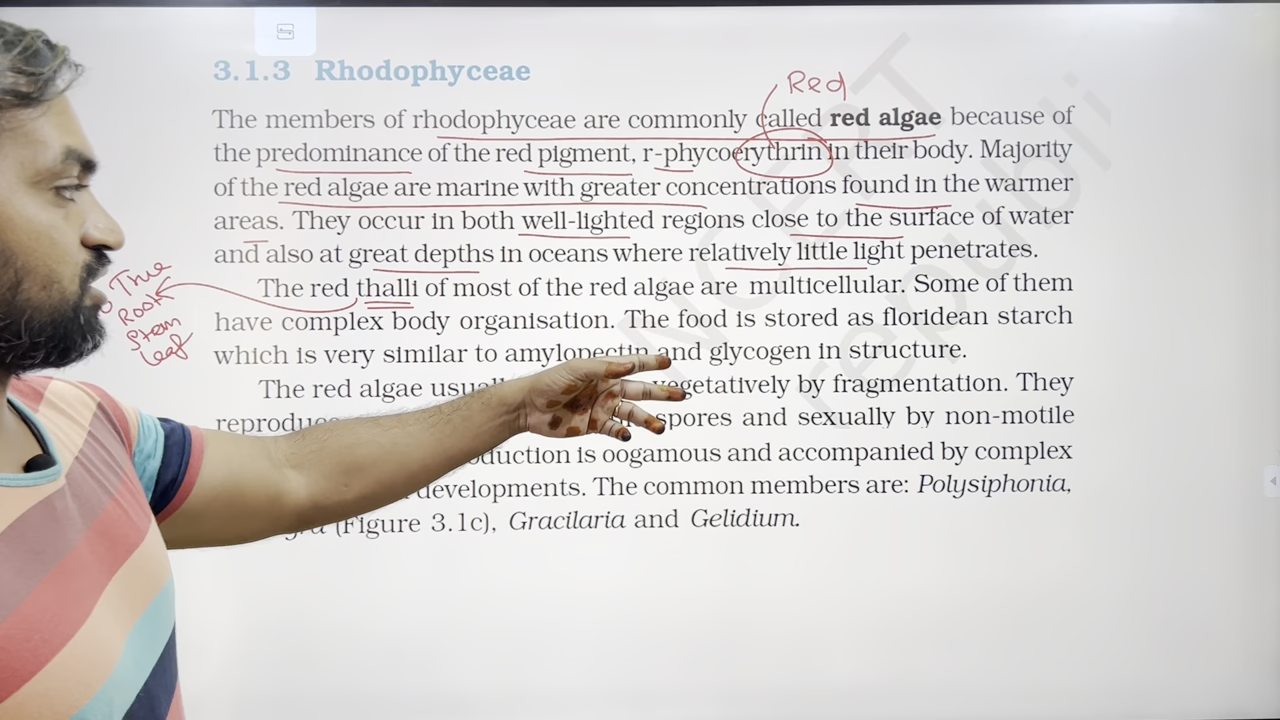 3.1.3 Rhodophyceae
Red
The members of rhodophyceae are commonly called red algae because of
the predominance of the red pigment, r-phycoerythrin in their body. Majority
of the red algae are marine with greater concentrations found in the warmer
areas. They occur in both well-lighted regions close to the surface of water
and also at great depths in oceans where relatively little light penetrates.
The red thalli of most of the red algae are multicellular. Some of them
have complex body organisation. The food is stored as floridean starch
which is very similar to amylopectin and glycogen in structure.
True
Root
Stem
Leaf
The red algae vegetatively by fragmentation. They
spores and sexually by non-motile
is oogamous and accompanied by complex
developments. The common members are: Polysiphonia,
(Figure 3.1c), Gracilaria and Gelidium.
NCERT
republi